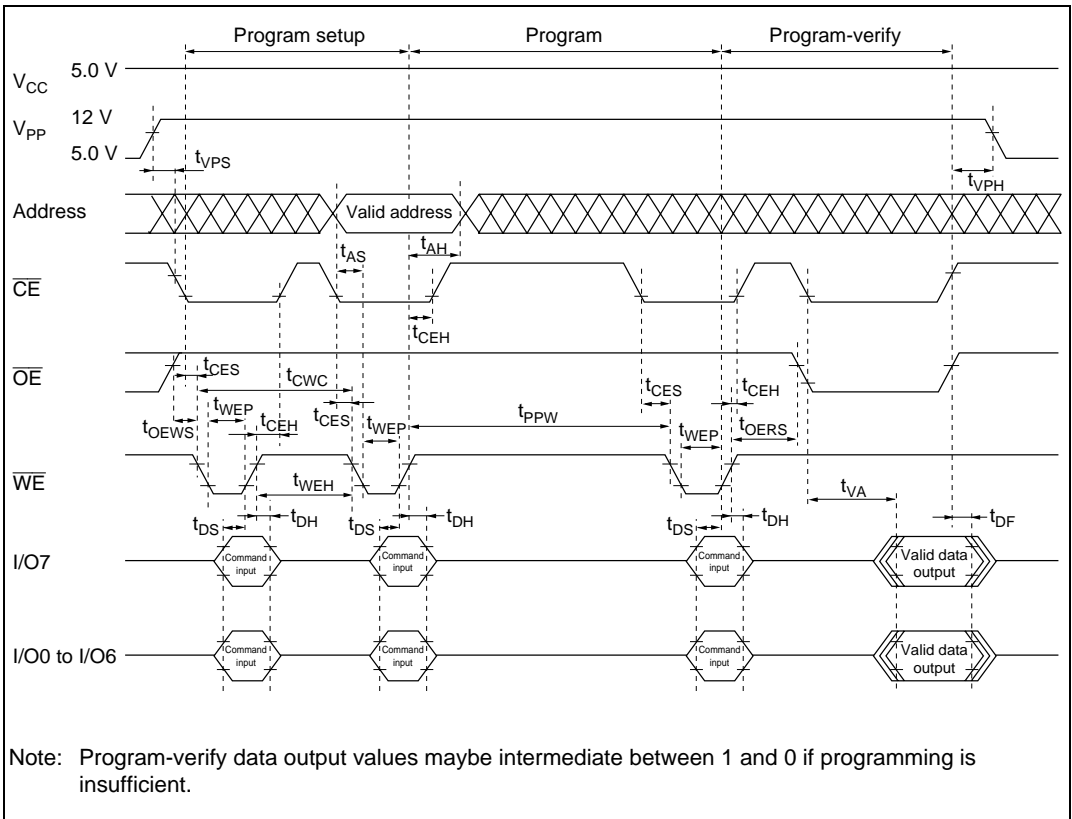 Program setup Program Program-verify
VCC 5.0 V
VPP 12 V
5.0 V
tVPS
tVPH
Address Valid address
tAS tAH
CE
tCEH
OE
tCES tCWC tCES tCEH
tOEWS tWEP tCEH tCES tWEP tPPW tWEP tOERS
WE
tWEH tVA
tDS tDH tDS tDH tDS tDH tDF
I/O7 Command input Command input Command input Valid data output
I/O0 to I/O6 Command input Command input Command input Valid data output
Note: Program-verify data output values maybe intermediate between 1 and 0 if programming is
insufficient.